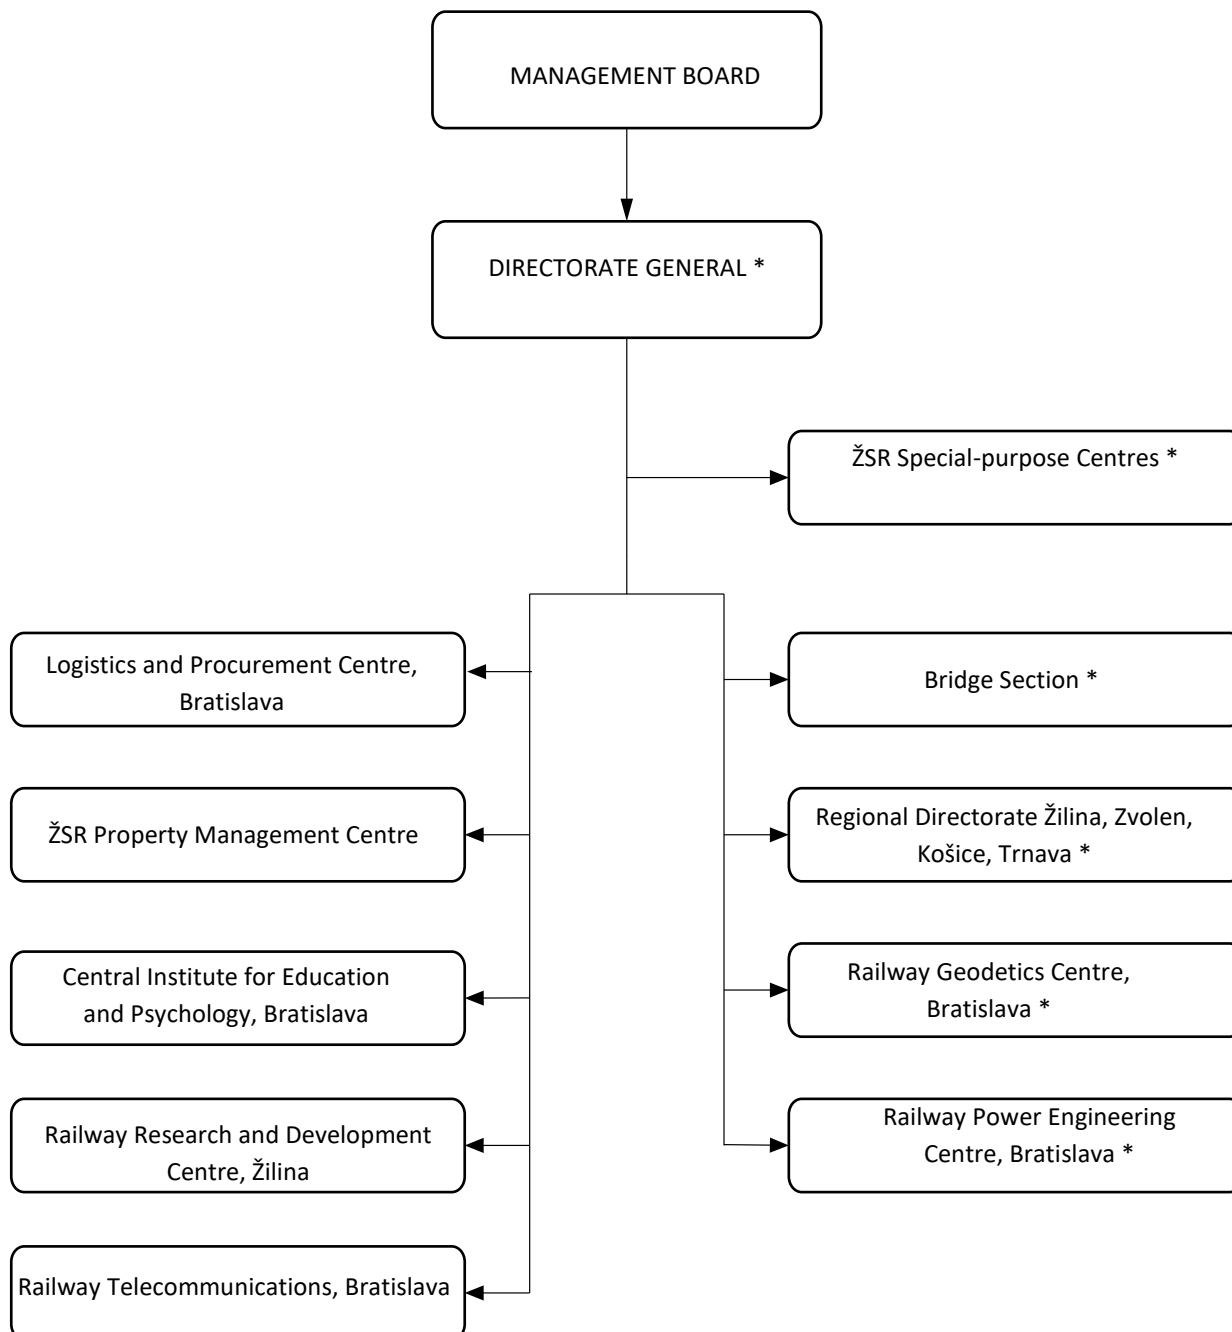 MANAGEMENT BOARD
DIRECTORATE GENERAL *
ŽSR Special-purpose Centres *
Logistics and Procurement Centre,
Bratislava
Bridge Section *
ŽSR Property Management Centre
Regional Directorate Žilina, Zvolen,
Košice, Trnava *
Central Institute for Education
and Psychology, Bratislava
Railway Geodetics Centre,
Bratislava *
Railway Research and Development
Centre, Žilina
Railway Power Engineering
Centre, Bratislava *
Railway Telecommunications, Bratislava